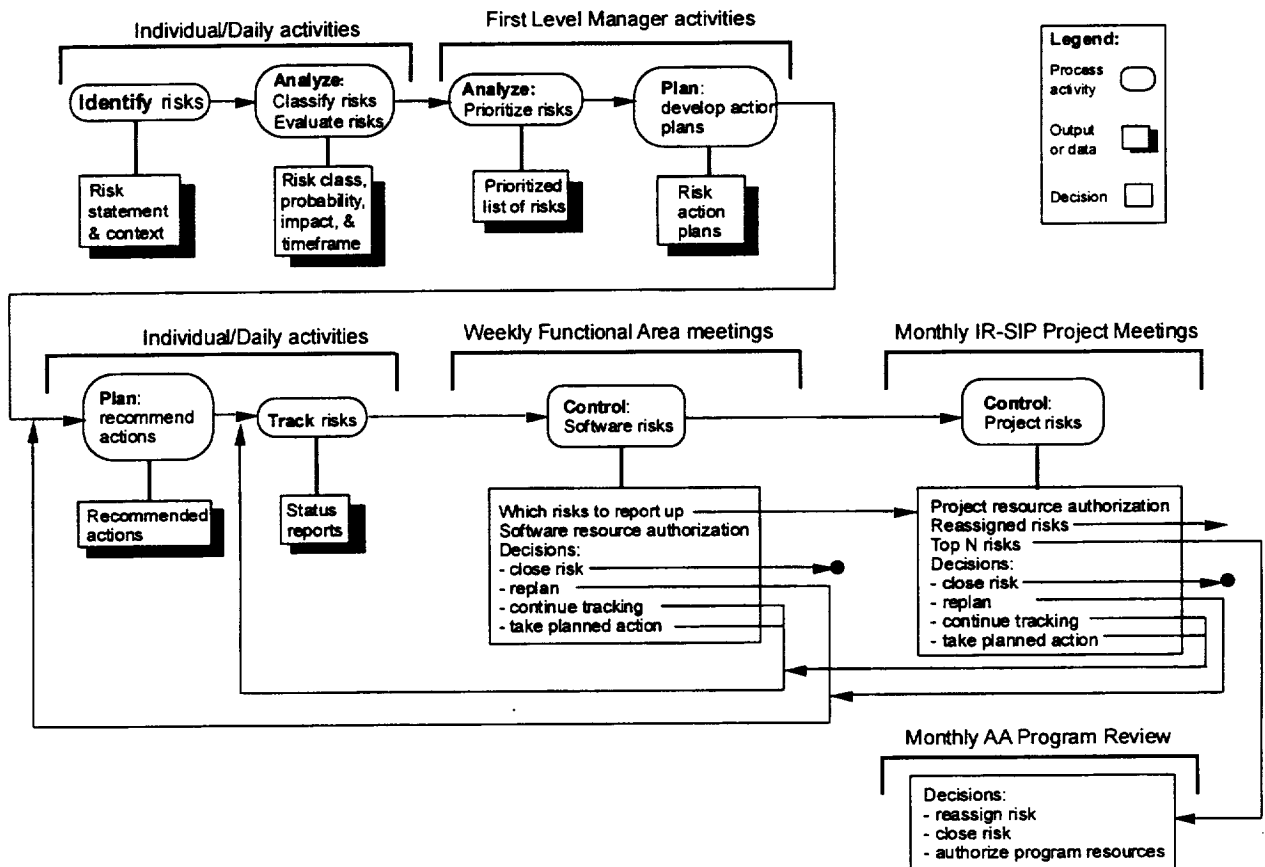 Individual/Daily activities
First Level Manager activities
Identify risks
Analyze:
Classify risks
Evaluate risks
Analyze:
Prioritize risks
Plan:
develop action
plans
Risk
statement
& context
Risk class,
probability,
impact, &
timeframe
Prioritized
list of risks
Risk
action
plans
Legend:
Process
activity
Output
or data
Decision
Individual/Daily activities
Weekly Functional Area meetings
Monthly IR-SIP Project Meetings
Plan:
recommend
actions
Track risks
Control:
Software risks
Control:
Project risks
Recommended
actions
Status
reports
Which risks to report up
Software resource authorization
Decisions:
- close risk
- replan
- continue tracking
- take planned action
Project resource authorization
Reassigned risks
Top N risks
Decisions:
- close risk
- replan
- continue tracking
- take planned action
Monthly AA Program Review
Decisions:
- reassign risk
- close risk
- authorize program resources